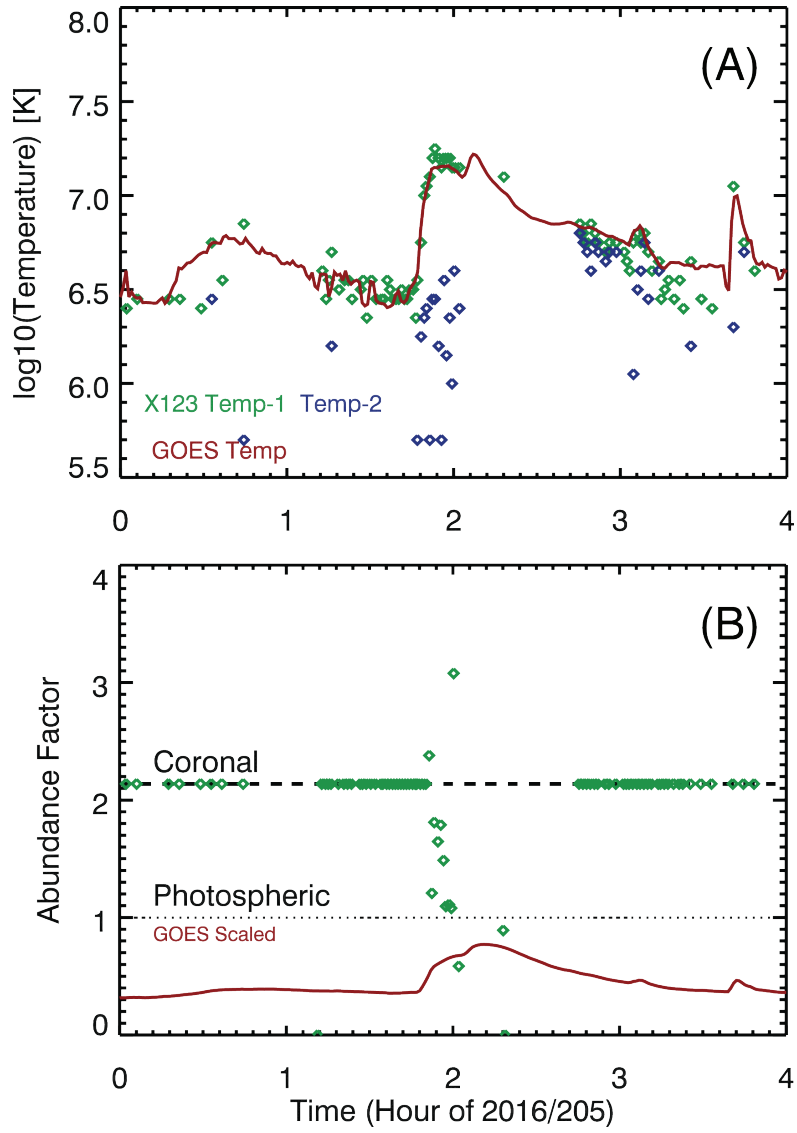 8.0
(A)
7.5
log10(Temperature) [K]
7.0
6.5
6.0
X123 Temp-1 Temp-2
GOES Temp
5.5
0 1 2 3 4
4
(B)
3
Abundance Factor
Coronal
2
Photospheric
1
GOES Scaled
0
0 1 2 3 4
Time (Hour of 2016/205)